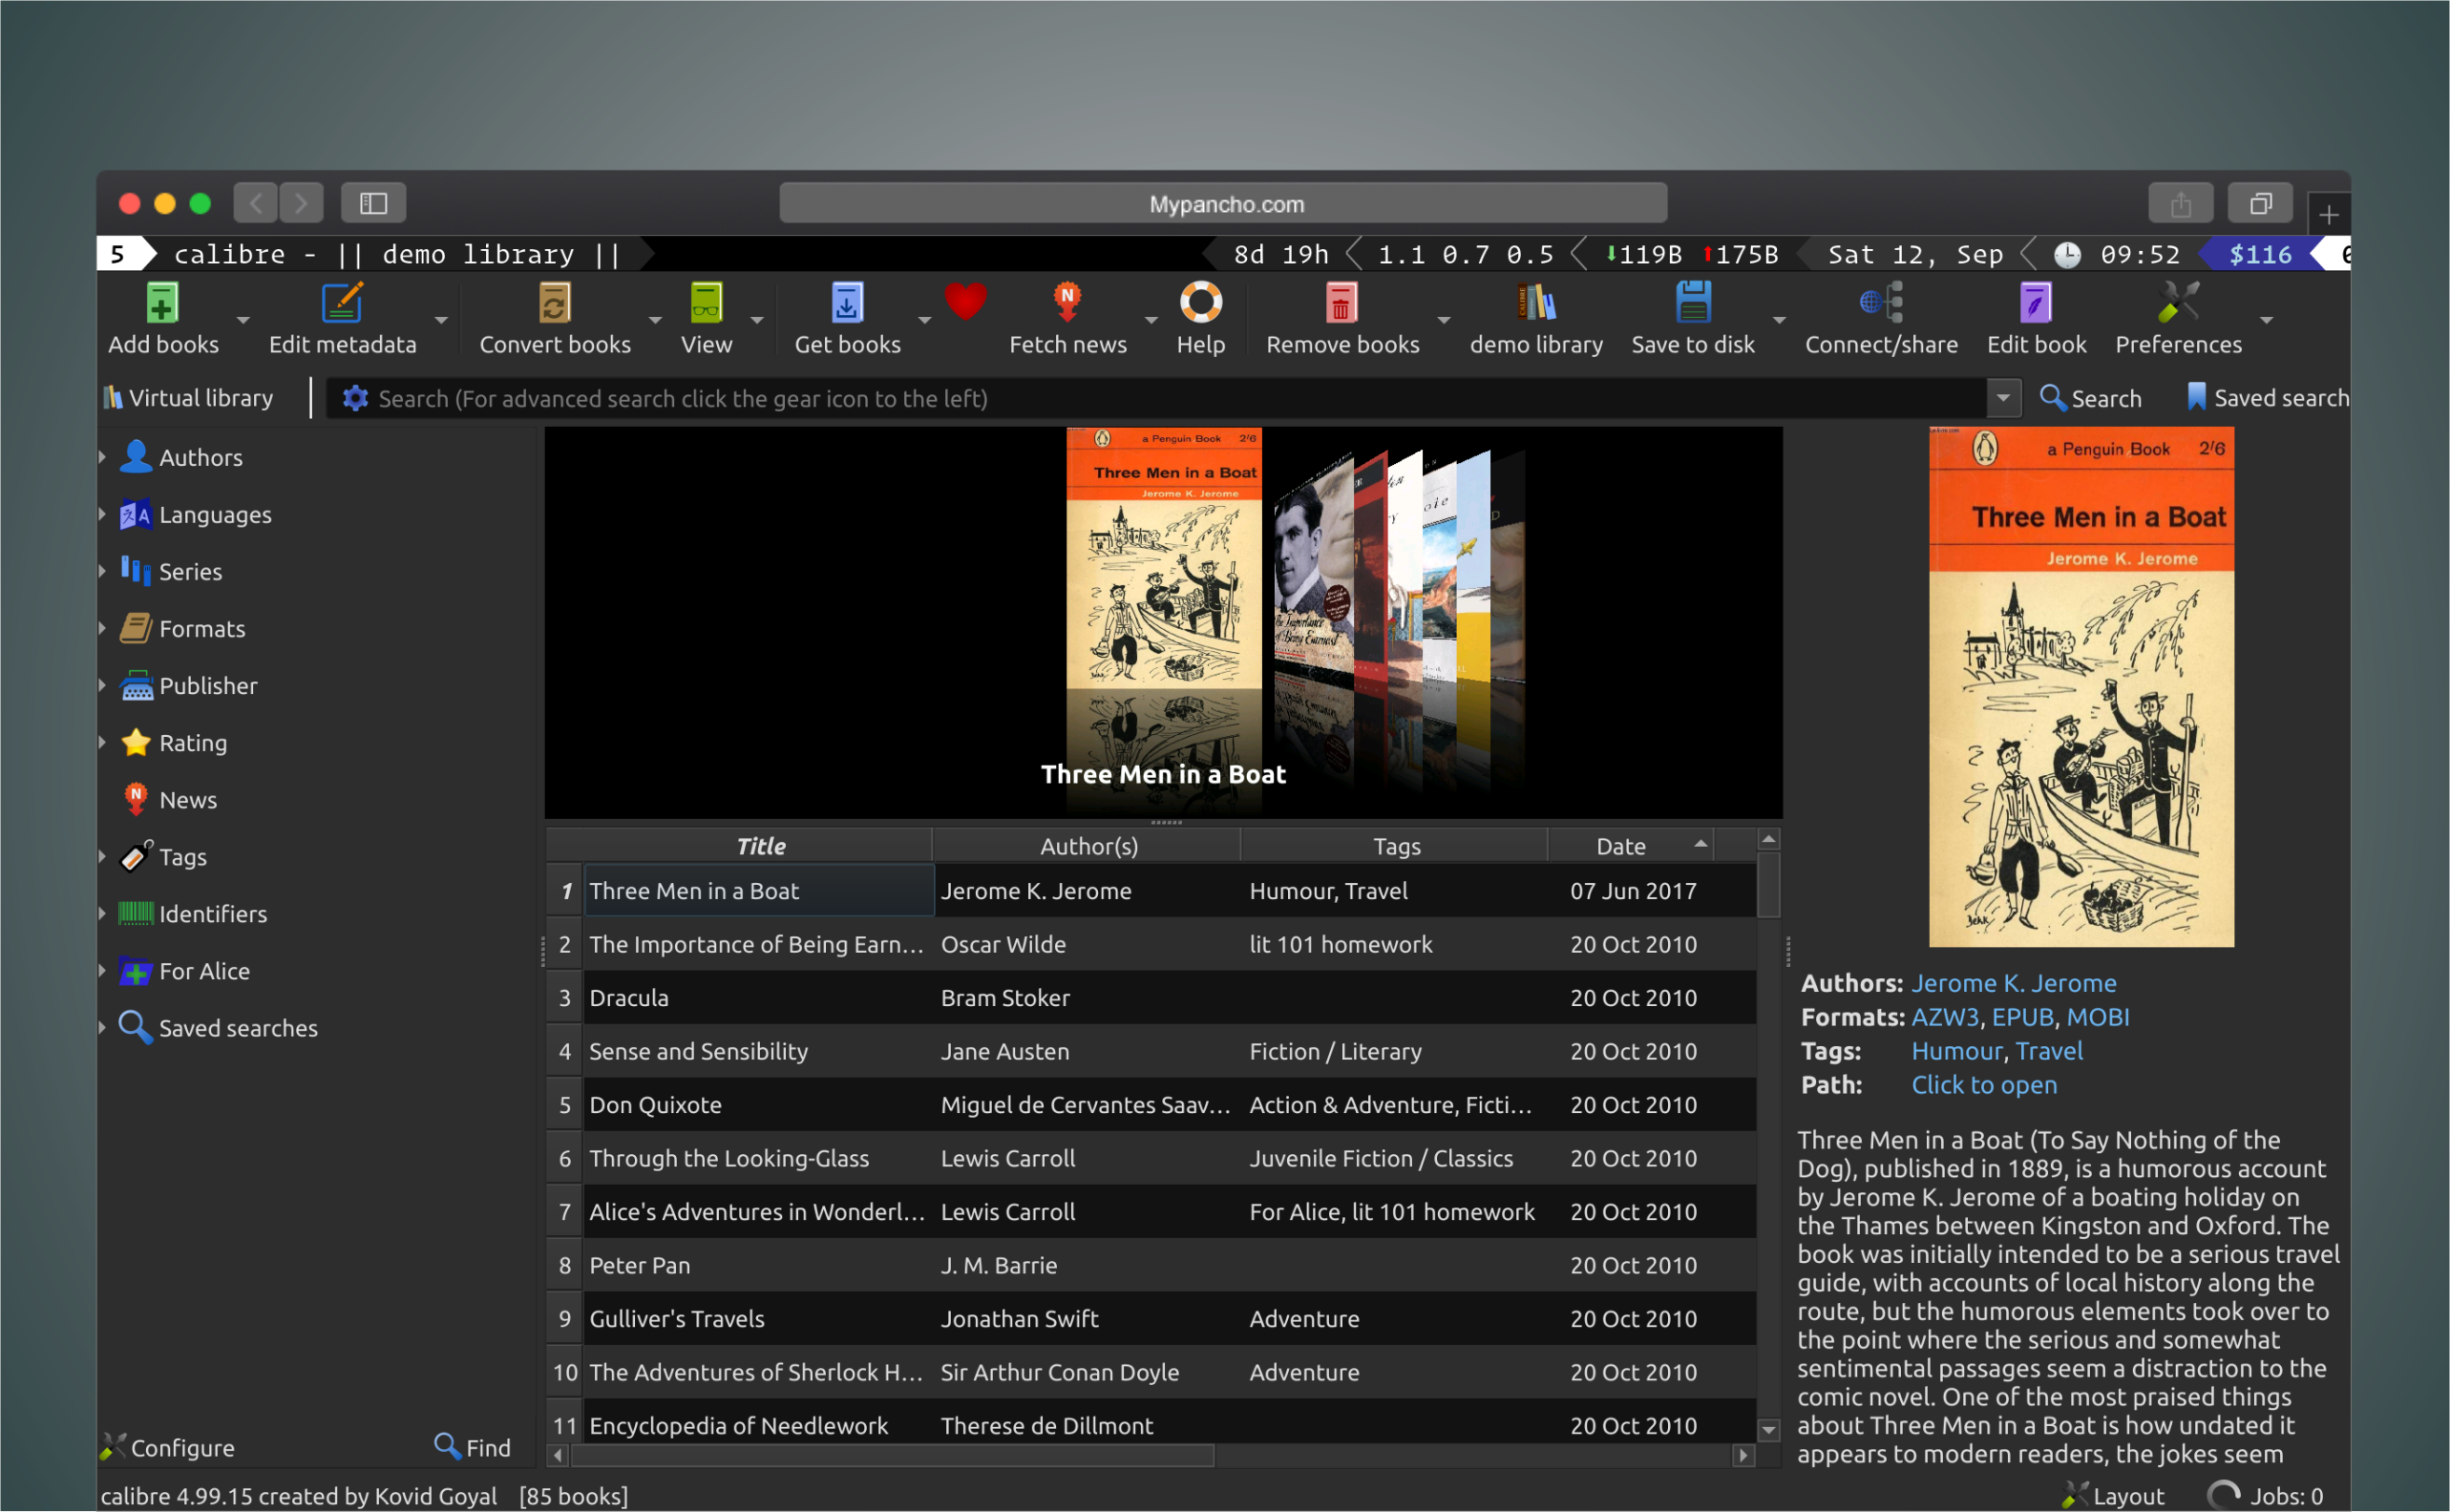 Mypancho.com
5 calibre - || demo library || 8d 19h 1.1 0.7 0.5 119B 175B Sat 12, Sep 09:52 $116
Add books Edit metadata Convert books View Get books Fetch news Help Remove books demo library Save to disk Connect/share Edit book Preferences
Virtual library Search (For advanced search click the gear icon to the left) Search Saved search
Authors
Languages
Series
Formats
Publisher
Rating
News
Tags
Identifiers
For Alice
Saved searches
Configure Find
a Penguin Book 2/6
Three Men in a Boat
Jerome K. Jerome
The Importance
of Being Earnest
Three Men in a Boat
Title Author(s) Tags Date
1 Three Men in a Boat Jerome K. Jerome Humour, Travel 07 Jun 2017
2 The Importance of Being Earn... Oscar Wilde lit 101 homework 20 Oct 2010
3 Dracula Bram Stoker 20 Oct 2010
4 Sense and Sensibility Jane Austen Fiction / Literary 20 Oct 2010
5 Don Quixote Miguel de Cervantes Saav... Action & Adventure, Ficti... 20 Oct 2010
6 Through the Looking-Glass Lewis Carroll Juvenile Fiction / Classics 20 Oct 2010
7 Alice's Adventures in Wonderl... Lewis Carroll For Alice, lit 101 homework 20 Oct 2010
8 Peter Pan J. M. Barrie 20 Oct 2010
9 Gulliver's Travels Jonathan Swift Adventure 20 Oct 2010
10 The Adventures of Sherlock H... Sir Arthur Conan Doyle Adventure 20 Oct 2010
11 Encyclopedia of Needlework Therese de Dillmont 20 Oct 2010
a Penguin Book 2/6
Three Men in a Boat
Jerome K. Jerome
Authors: Jerome K. Jerome
Formats: AZW3, EPUB, MOBI
Tags: Humour, Travel
Path: Click to open
Three Men in a Boat (To Say Nothing of the
Dog), published in 1889, is a humorous account
by Jerome K. Jerome of a boating holiday on
the Thames between Kingston and Oxford. The
book was initially intended to be a serious travel
guide, with accounts of local history along the
route, but the humorous elements took over to
the point where the serious and somewhat
sentimental passages seem a distraction to the
comic novel. One of the most praised things
about Three Men in a Boat is how undated it
appears to modern readers, the jokes seem
calibre 4.99.15 created by Kovid Goyal [85 books] Layout Jobs: 0